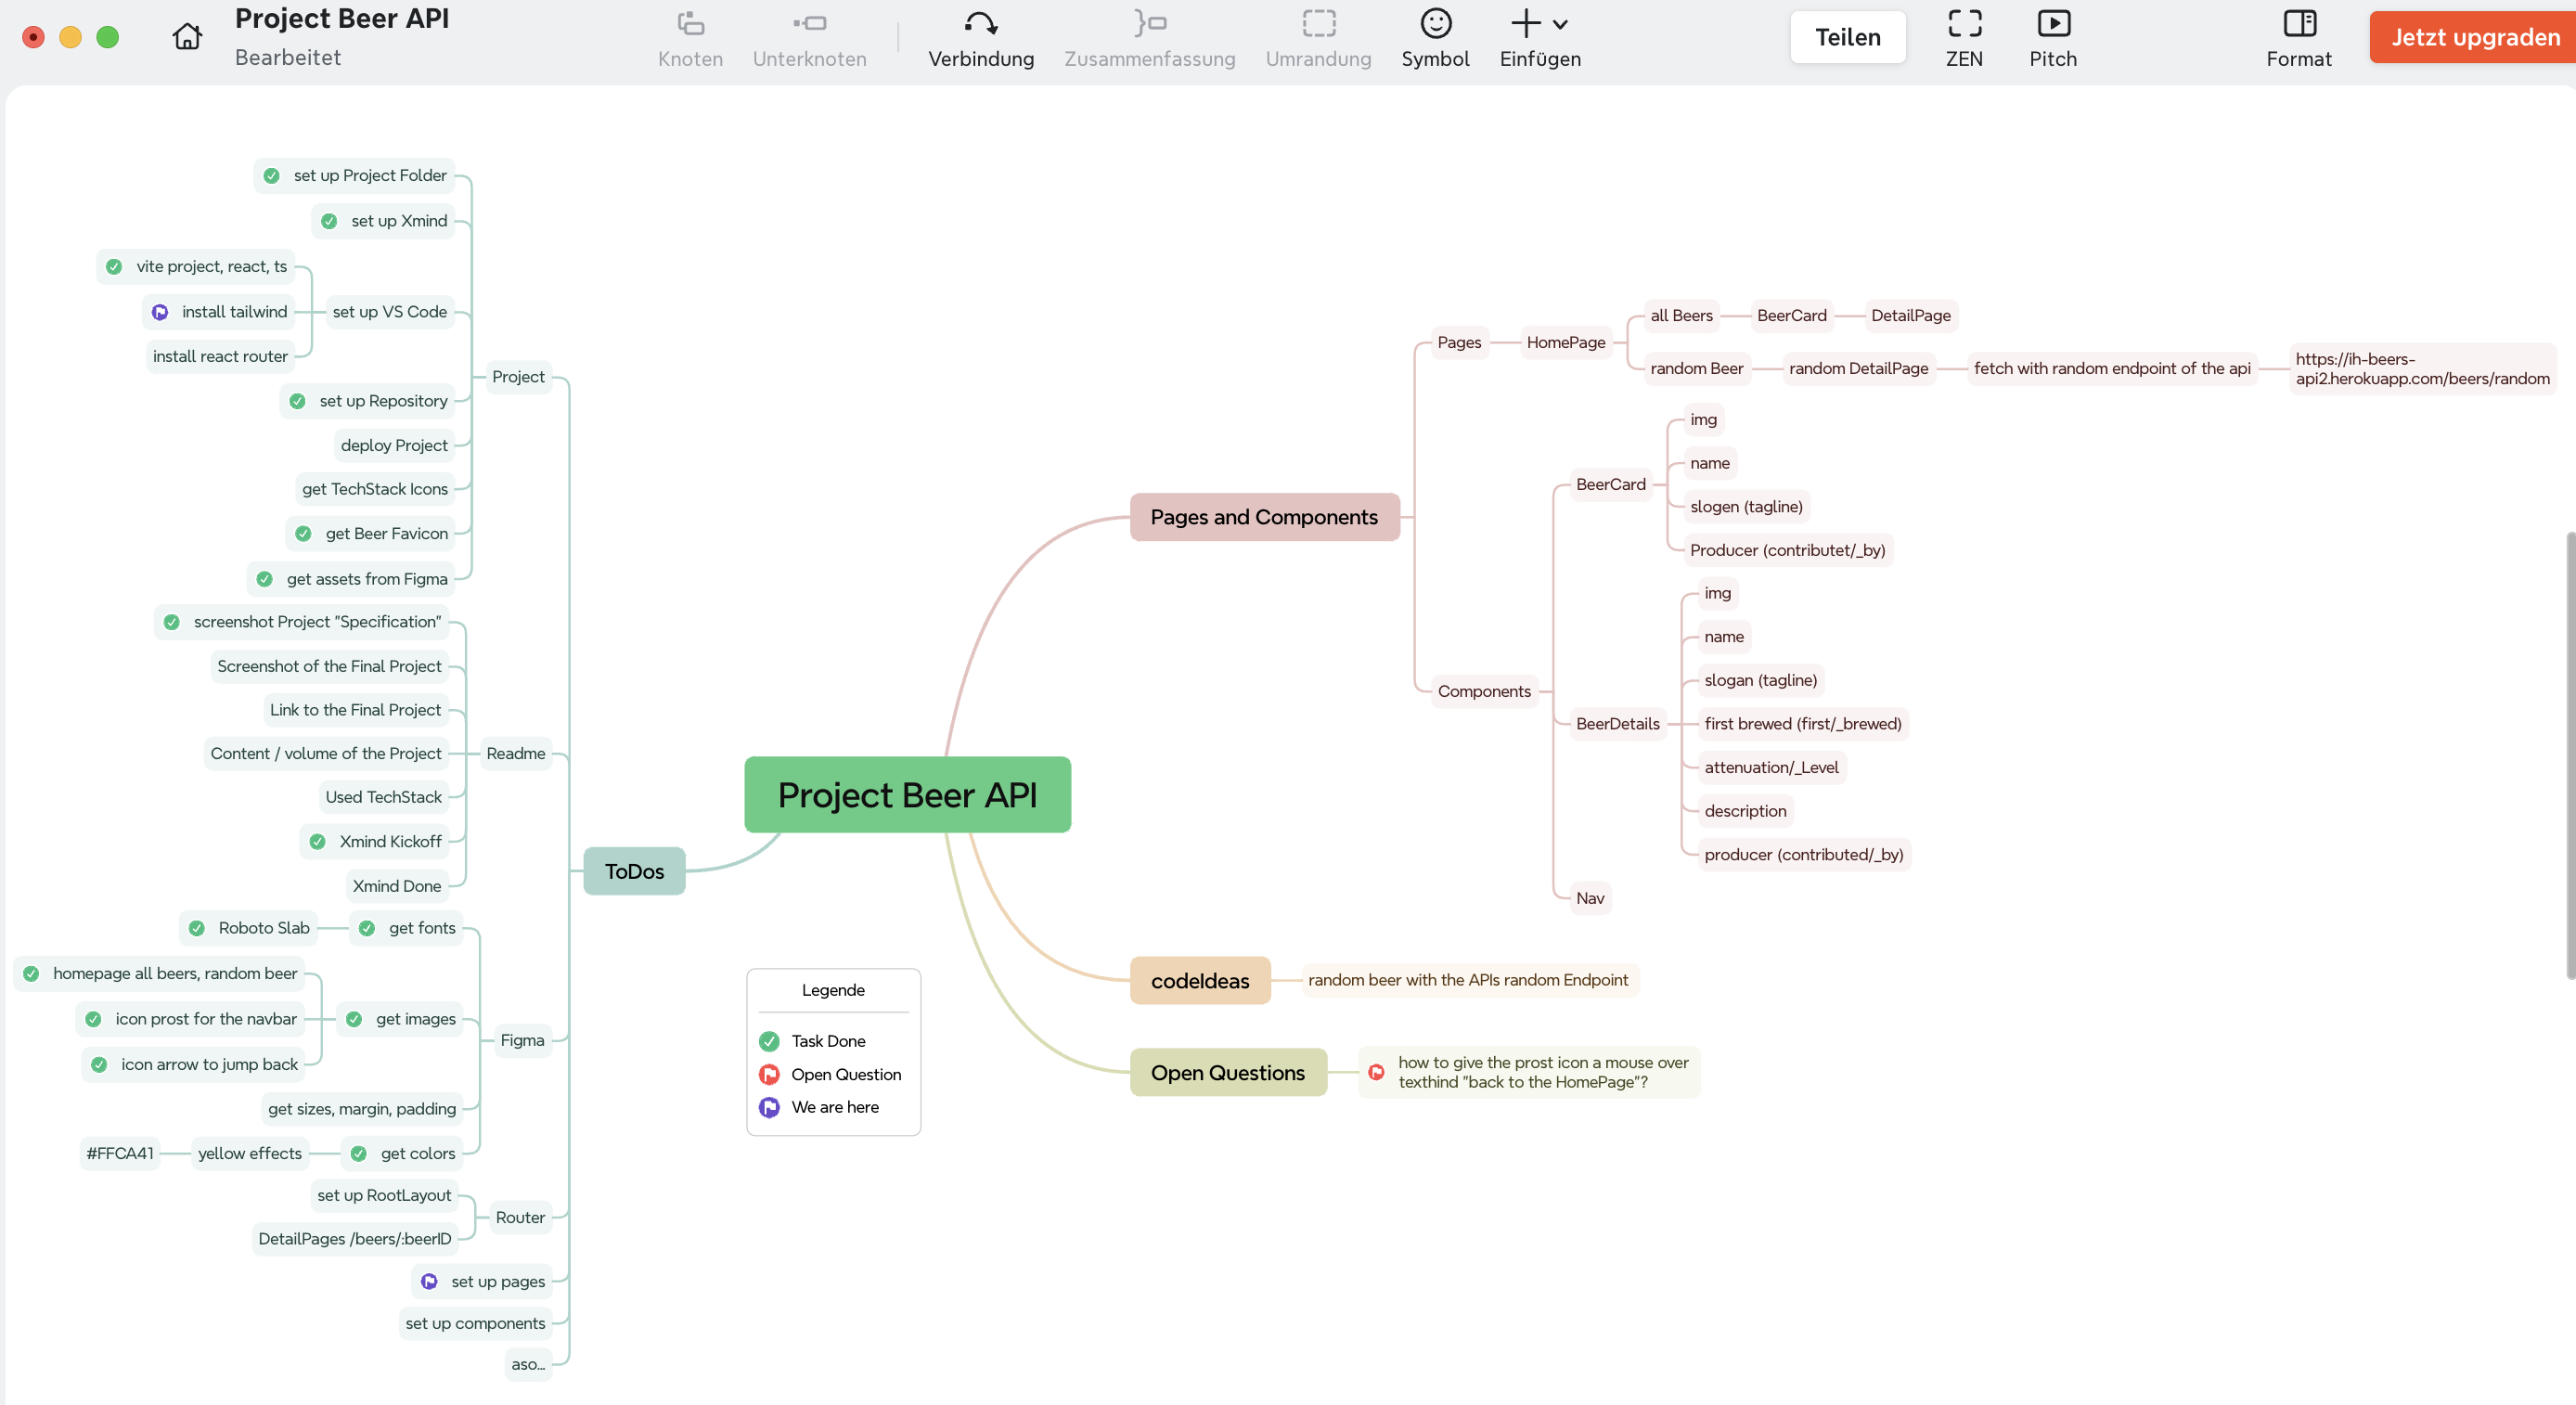 Project Beer API
Bearbeitet
Knoten
Unterknoten
Verbindung
Zusammenfassung
Umrandung
Symbol
Einfügen
Teilen
ZEN
Pitch
Format
Jetzt upgraden
set up Project Folder
set up Xmind
vite project, react, ts
install tailwind
install react router
set up VS Code
set up Repository
deploy Project
get TechStack Icons
get Beer Favicon
get assets from Figma
Project
screenshot Project "Specification"
Screenshot of the Final Project
Link to the Final Project
Content / volume of the Project
Used TechStack
Xmind Kickoff
Xmind Done
Readme
Roboto Slab
get fonts
homepage all beers, random beer
icon prost for the navbar
icon arrow to jump back
get images
get sizes, margin, padding
#FFCA41
yellow effects
get colors
Figma
set up RootLayout
DetailPages /beers/:beerID
Router
set up pages
set up components
aso...
ToDos
Project Beer API
Legende
Task Done
Open Question
We are here
Pages and Components
Pages
HomePage
all Beers
BeerCard
DetailPage
random Beer
random DetailPage
fetch with random endpoint of the api
https://ih-beers-
api2.herokuapp.com/beers/random
Components
BeerCard
img
name
slogen (tagline)
Producer (contributet/_by)
BeerDetails
img
name
slogan (tagline)
first brewed (first/_brewed)
attenuation/_Level
description
producer (contributed/_by)
Nav
codeIdeas
random beer with the APIs random Endpoint
Open Questions
how to give the prost icon a mouse over
texthind "back to the HomePage"?